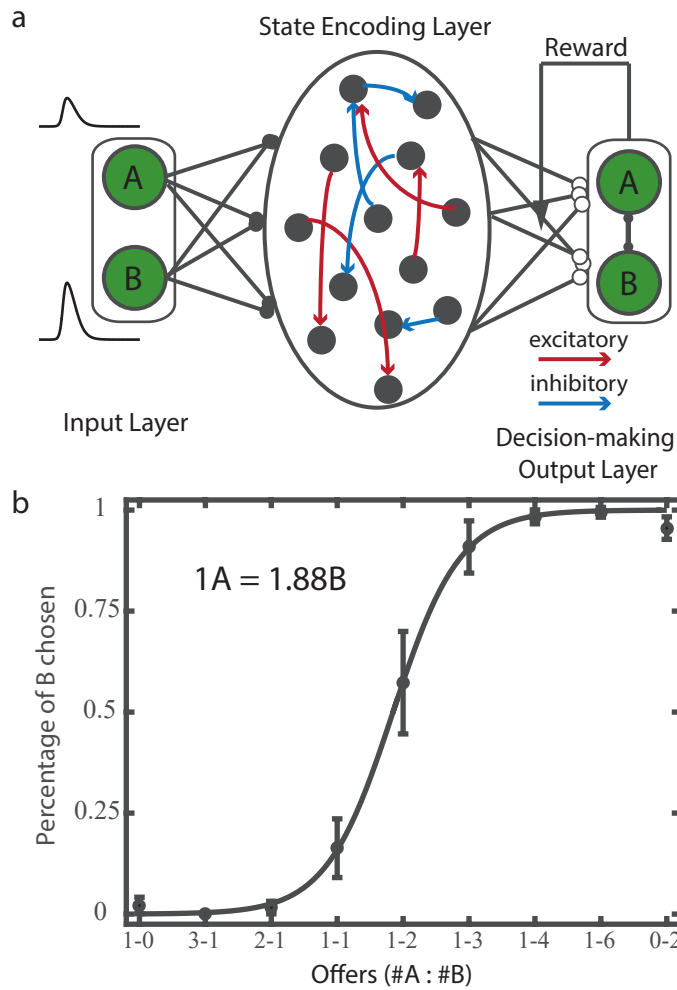 a
State Encoding Layer
Reward
A
B
A
B
excitatory
inhibitory
Input Layer
Decision-making
Output Layer
b
1A = 1.88B
Percentage of B chosen
1
0.75
0.5
0.25
0
1-0 3-1 2-1 1-1 1-2 1-3 1-4 1-6 0-2
Offers (#A : #B)